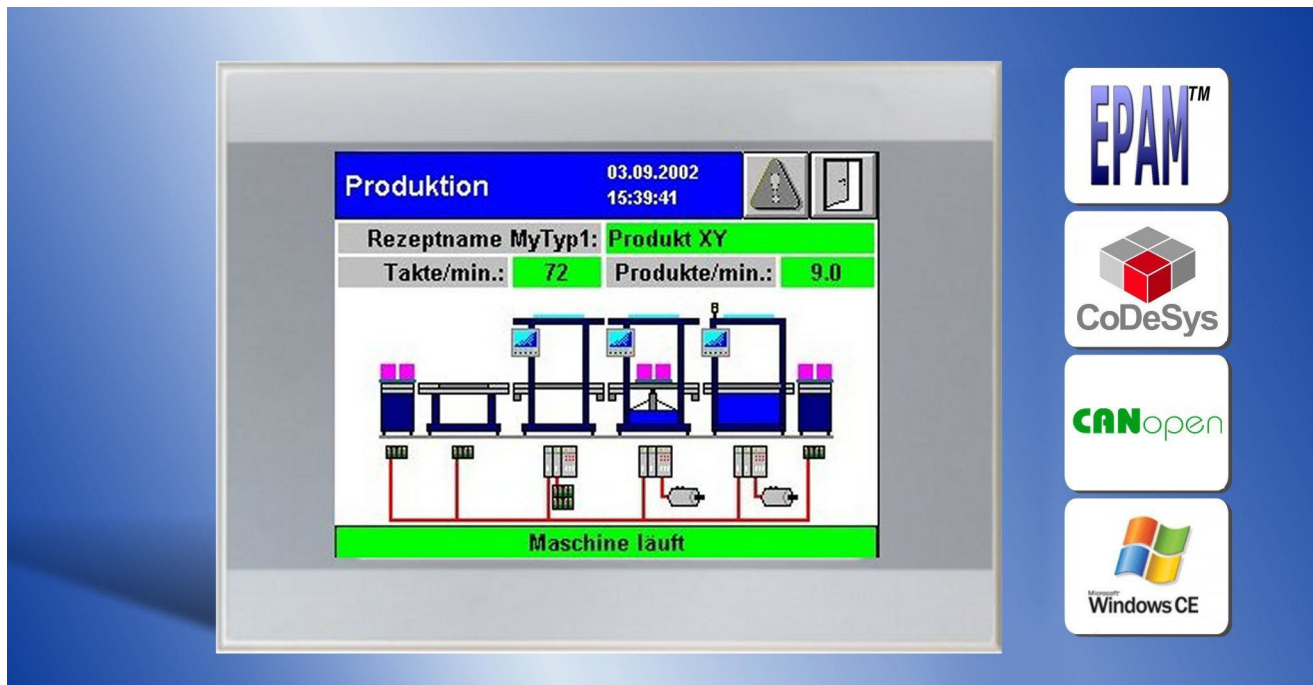 Produktion
03.09.2002
15:39:41
Rezeptname MyTyp1: Produkt XY
Takte/min.: 72 Produkte/min.: 9.0
Maschine läuft
EPAM™
CoDeSys
CANopen
Microsoft
Windows CE